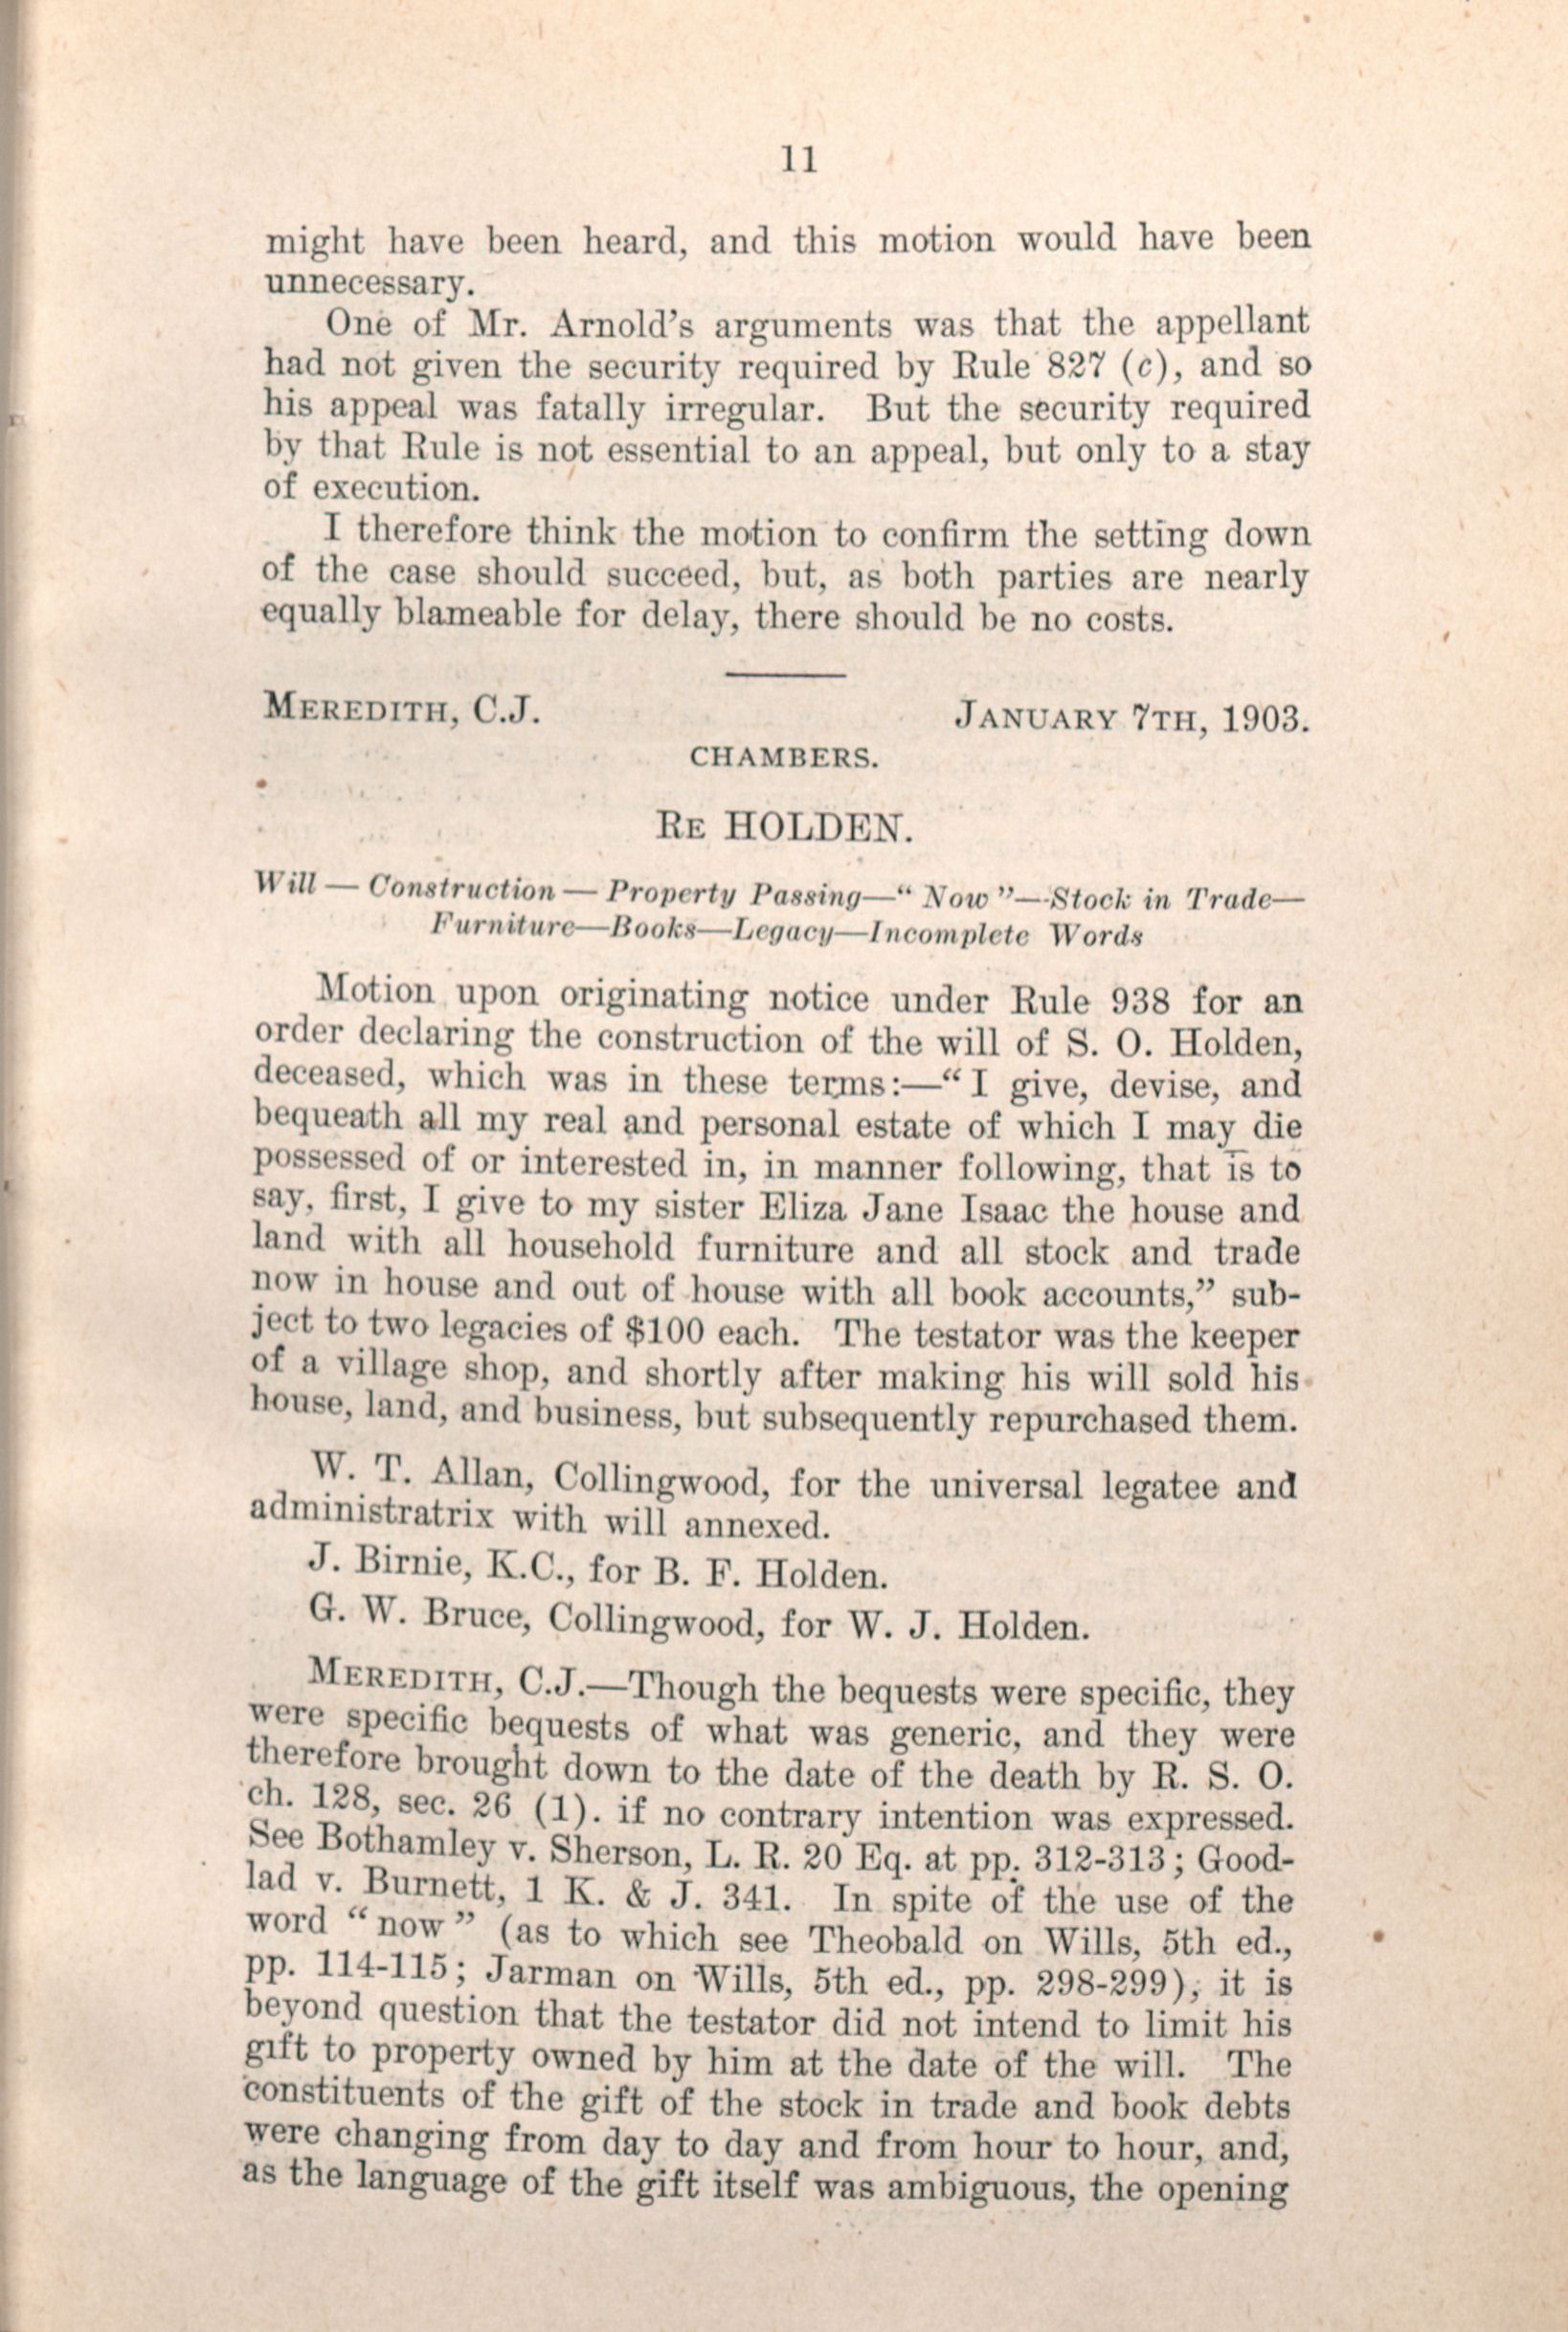 11
might have been heard, and this motion would have been
unnecessary.
One of Mr. Arnold's arguments was that the appellant
had not given the security required by Rule 827 (c), and so
his appeal was fatally irregular. But the security required
by that Rule is not essential to an appeal, but only to a stay
of execution.
I therefore think the motion to confirm the setting down
of the case should succeed, but, as both parties are nearly
equally blameable for delay, there should be no costs.
MEREDITH, C.J. JANUARY 7TH, 1903.
CHAMBERS.
RE HOLDEN.
Will — Construction — Property Passing—" Now "—Stock in Trade—
Furniture—Books—Legacy—Incomplete Words
Motion upon originating notice under Rule 938 for an
order declaring the construction of the will of S. O. Holden,
deceased, which was in these terms:—"I give, devise, and
bequeath all my real and personal estate of which I may die
possessed of or interested in, in manner following, that is to
say, first, I give to my sister Eliza Jane Isaac the house and
land with all household furniture and all stock and trade
now in house and out of house with all book accounts," sub-
ject to two legacies of $100 each. The testator was the keeper
of a village shop, and shortly after making his will sold his
house, land, and business, but subsequently repurchased them.
W. T. Allan, Collingwood, for the universal legatee and
administratrix with will annexed.
J. Birnie, K.C., for B. F. Holden.
G. W. Bruce, Collingwood, for W. J. Holden.
MEREDITH, C.J.—Though the bequests were specific, they
were specific bequests of what was generic, and they were
therefore brought down to the date of the death by R. S. O.
ch. 128, sec. 26 (1). if no contrary intention was expressed.
See Bothamley v. Sherson, L. R. 20 Eq. at pp. 312-313; Good-
lad v. Burnett, 1 K. & J. 341. In spite of the use of the
word "now" (as to which see Theobald on Wills, 5th ed.,
pp. 114-115; Jarman on Wills, 5th ed., pp. 298-299), it is
beyond question that the testator did not intend to limit his
gift to property owned by him at the date of the will. The
constituents of the gift of the stock in trade and book debts
were changing from day to day and from hour to hour, and,
as the language of the gift itself was ambiguous, the opening